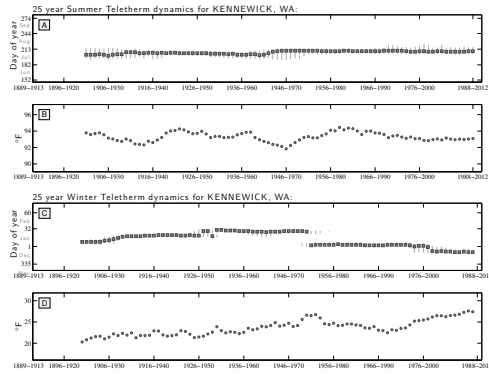 25 year Summer Teletherm dynamics for KENNEWICK, WA:
A
Day of year
274
Sep
244
Aug
213
Jul
182
Jun
152
1889–1913 1896–1920 1906–1930 1916–1940 1926–1950 1936–1960 1946–1970 1956–1980 1966–1990 1976–2000 1988–2012
B
°F
96
94
92
90
1889–1913 1896–1920 1906–1930 1916–1940 1926–1950 1936–1960 1946–1970 1956–1980 1966–1990 1976–2000 1988–2012
25 year Winter Teletherm dynamics for KENNEWICK, WA:
C
Day of year
60
Feb
32
Jan
1
Dec
335
1889–1913 1896–1920 1906–1930 1916–1940 1926–1950 1936–1960 1946–1970 1956–1980 1966–1990 1976–2000 1988–201
D
°F
30
25
20
1889–1913 1896–1920 1906–1930 1916–1940 1926–1950 1936–1960 1946–1970 1956–1980 1966–1990 1976–2000 1988–201